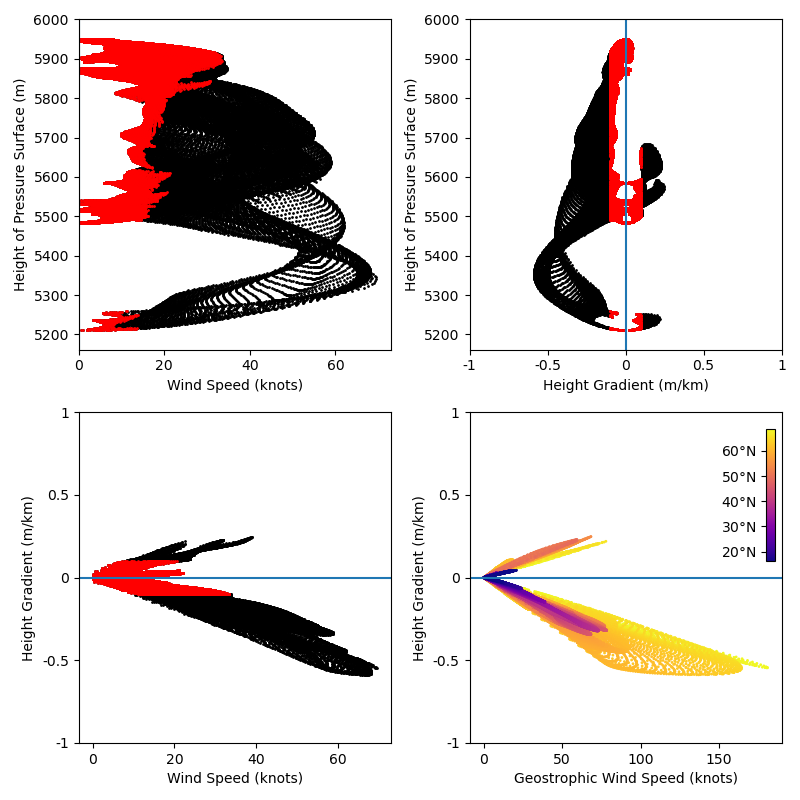 6000
5900
5800
5700
5600
5500
5400
5300
5200
Height of Pressure Surface (m)
0 20 40 60
Wind Speed (knots)
6000
5900
5800
5700
5600
5500
5400
5300
5200
Height of Pressure Surface (m)
-1 -0.5 0 0.5 1
Height Gradient (m/km)
1
0.5
0
-0.5
-1
Height Gradient (m/km)
0 20 40 60
Wind Speed (knots)
1
0.5
0
-0.5
-1
Height Gradient (m/km)
60°N
50°N
40°N
30°N
20°N
0 50 100 150
Geostrophic Wind Speed (knots)